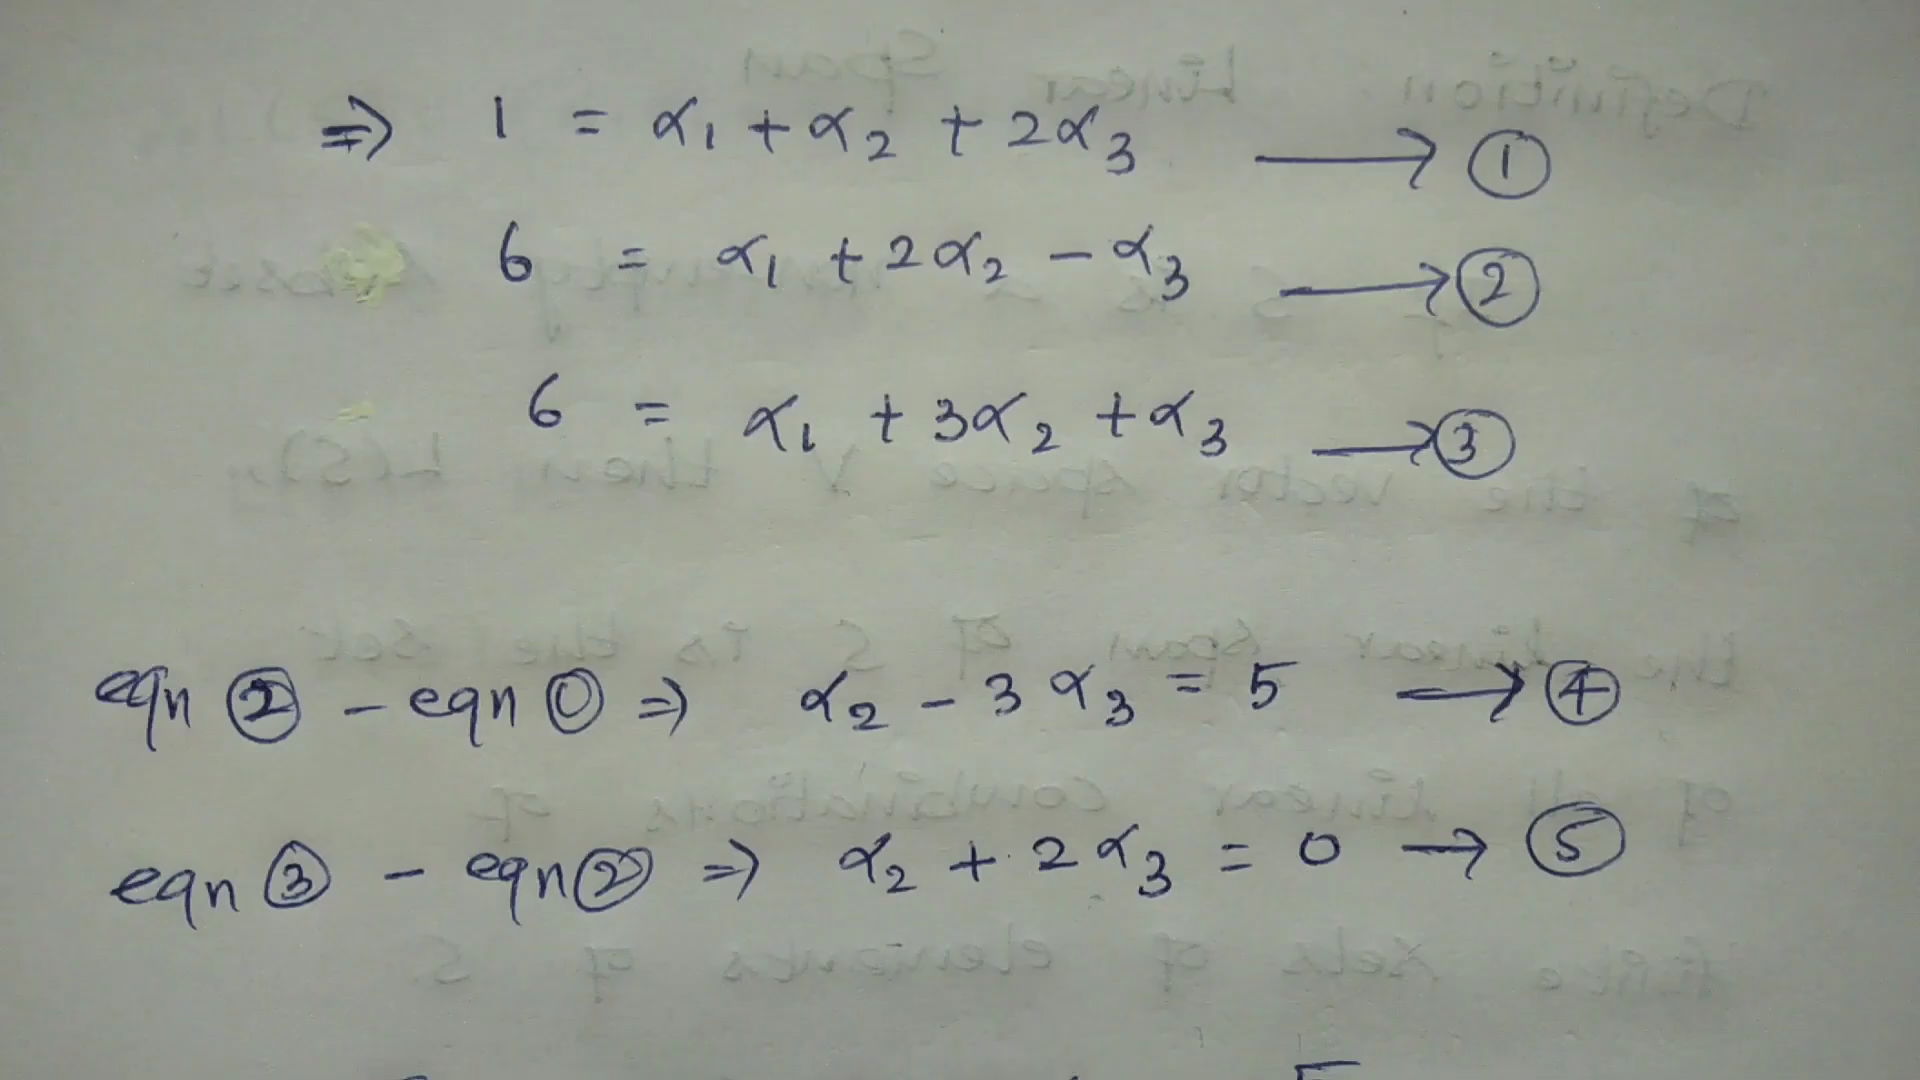 ⇒ 1 = α₁ + α₂ + 2α₃ ⟶ ①
6 = α₁ + 2α₂ − α₃ ⟶ ②
6 = α₁ + 3α₂ + α₃ ⟶ ③
eqn ② − eqn ① ⇒ α₂ − 3α₃ = 5 ⟶ ④
eqn ③ − eqn ② ⇒ α₂ + 2α₃ = 0 → ⑤